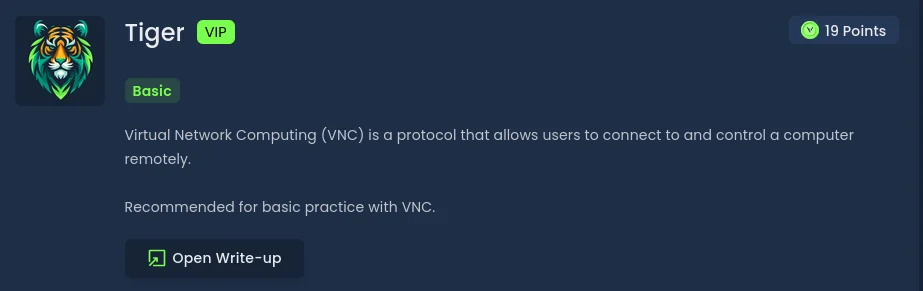 Tiger VIP
19 Points
Basic
Virtual Network Computing (VNC) is a protocol that allows users to connect to and control a computer
remotely.
Recommended for basic practice with VNC.
Open Write-up